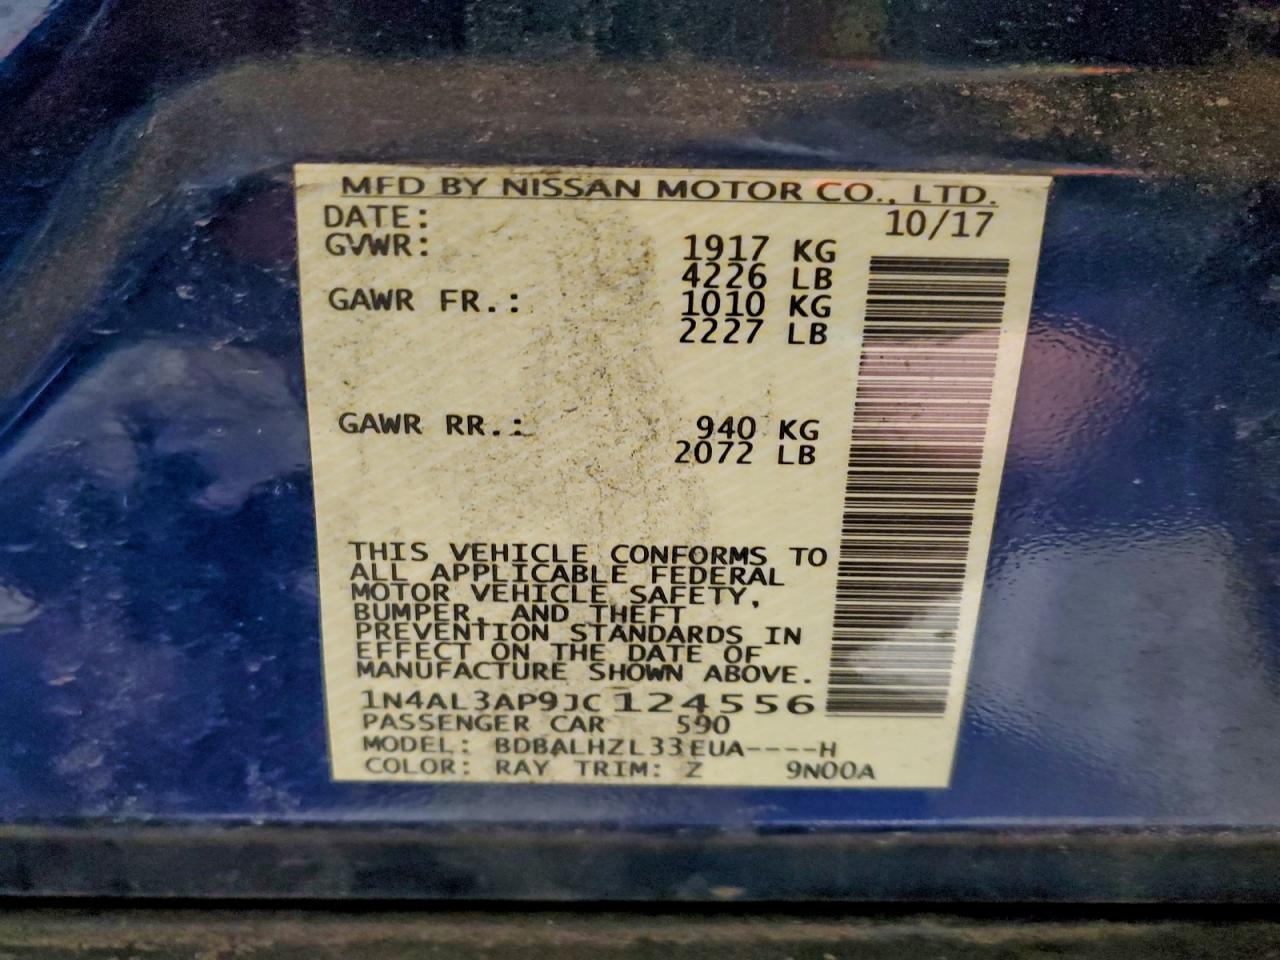 MFD BY NISSAN MOTOR CO., LTD.
DATE: 10/17
GVWR: 1917 KG
4226 LB
GAWR FR.: 1010 KG
2227 LB
GAWR RR.: 940 KG
2072 LB
THIS VEHICLE CONFORMS TO
ALL APPLICABLE FEDERAL
MOTOR VEHICLE SAFETY,
BUMPER, AND THEFT
PREVENTION STANDARDS IN
EFFECT ON THE DATE OF
MANUFACTURE SHOWN ABOVE.
1N4AL3AP9JC124556
PASSENGER CAR 590
MODEL: BDBALHZL33EUA----H
COLOR: RAY TRIM: Z 9N00A